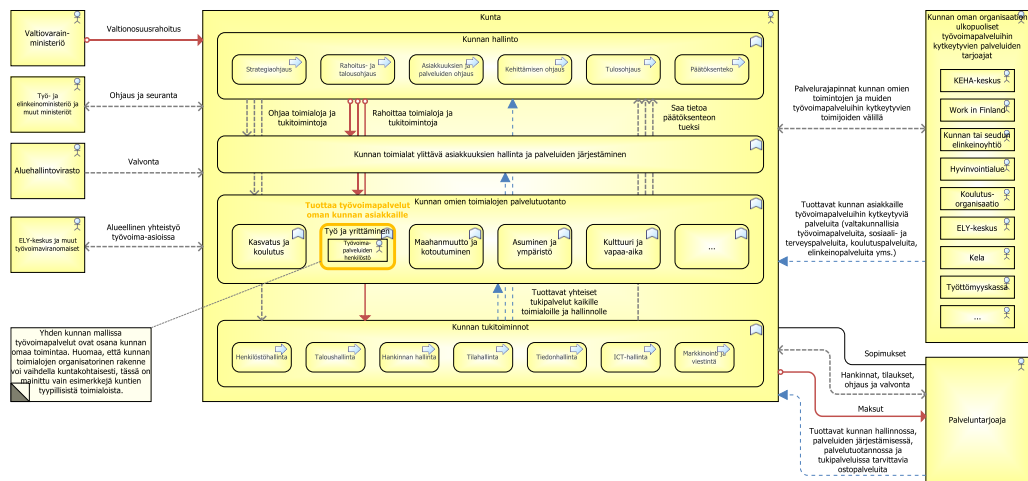 Valtiovarain-
ministeriö
Työ- ja
elinkeinoministeriö ja
muut ministeriöt
Aluehallintovirasto
ELY-keskus ja muut
työvoimaviranomaiset
Valtionosuusrahoitus
Ohjaus ja seuranta
Valvonta
Alueellinen yhteistyö
työvoima-asioissa
Yhden kunnan mallissa
työvoimapalvelut ovat osana kunnan
omaa toimintaa. Huomaa, että kunnan
toimialojen organisatorinen rakenne
voi vaihdella kuntakohtaisesti, tässä on
mainittu vain esimerkkejä kuntien
tyypillisistä toimialoista.
Kunta
Kunnan hallinto
Strategiaohjaus
Rahoitus- ja
talousohjaus
Asiakkuuksien ja
palveluiden ohjaus
Kehittämisen ohjaus
Tulosohjaus
Päätöksenteko
Ohjaa toimialoja ja
tukitoimintoja
Rahoittaa toimialoja ja
tukitoimintoja
Saa tietoa
päätöksenteon
tueksi
Kunnan toimialat ylittävä asiakkuuksien hallinta ja palveluiden järjestäminen
Kunnan omien toimialojen palvelutuotanto
Tuottaa työvoimapalvelut
oman kunnan asiakkaille
Kasvatus ja
koulutus
Työ ja yrittäminen
Työvoima-
palveluiden
henkilöstö
Maahanmuutto ja
kotoutuminen
Asuminen ja
ympäristö
Kulttuuri ja
vapaa-aika
...
Tuottavat yhteiset
tukipalvelut kaikille
toimialoille ja hallinnolle
Kunnan tukitoiminnot
Henkilöstöhallinta
Taloushallinta
Hankinnan hallinta
Tilahallinta
Tiedonhallinta
ICT-hallinta
Markkinointi ja
viestintä
Palvelurajapinnat kunnan omien
toimintojen ja muiden
työvoimapalveluihin kytkeytyvien
toimijoiden välillä
Tuottavat kunnan asiakkaille
työvoimapalveluihin kytkeytyviä
palveluita (valtakunnallisia
työvoimapalveluita, sosiaali- ja
terveyspalveluita, koulutuspalveluita,
elinkeinopalveluita yms.)
Sopimukset
Hankinnat, tilaukset,
ohjaus ja valvonta
Maksut
Tuottavat kunnan hallinnossa,
palveluiden järjestämisessä,
palvelutuotannossa ja
tukipalveluissa tarvittavia
ostopalveluita
Kunnan oman organisaation
ulkopuoliset
työvoimapalveluihin
kytkeytyvien palveluiden
tarjoajat
KEHA-keskus
Work in Finland
Kunnan tai seudun
elinkeinoyhtiö
Hyvinvointialue
Koulutus-
organisaatio
ELY-keskus
Kela
Työttömyyskassa
...
Palveluntarjoaja